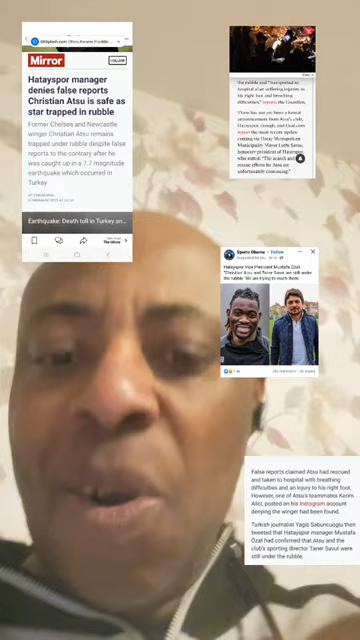 GhSplash.com
Mirror
FOLLOW
Hatayspor manager
denies false reports
Christian Atsu is safe as
star trapped in rubble
Former Chelsea and Newcastle
winger Christian Atsu remains
trapped under rubble despite false
reports to the contrary after he
was caught up in a 7.7 magnitude
earthquake which occurred in
Turkey
Earthquake: Death toll in Turkey an...
The Mirror
the rubble and "transported to
hospital after suffering injuries to
his right foot and breathing
difficulties," reports the Guardian.
There has not yet been a formal
announcement from Atsu's club,
Hatayspor, though, and Goal.com
report the most recent update
coming via Hatay Metropolitan
Municipality Mayor Lutfu Savas,
honorary president of Hatayspor,
who stated: "The search and
rescue efforts for Atsu are
unfortunately continuing."
Sports Obama · Follow
Suggested for you
Hatayspor Vice President Mustafa Özat:
"Christian Atsu and Taner Savut are still under
the rubble. We are trying to reach them.
False reports claimed Atsu had rescued
and taken to hospital with breathing
difficulties and an injury to his right foot.
However, one of Atsu's teammates Kerim
Alici, posted on his Instagram account
denying the winger had been found.
Turkish journalist Yagiz Sabuncuoglu then
tweeted that Hatayspor manager Mustafa
Özat had confirmed that Atsu and the
club's sporting director Taner Savut were
still under the rubble.